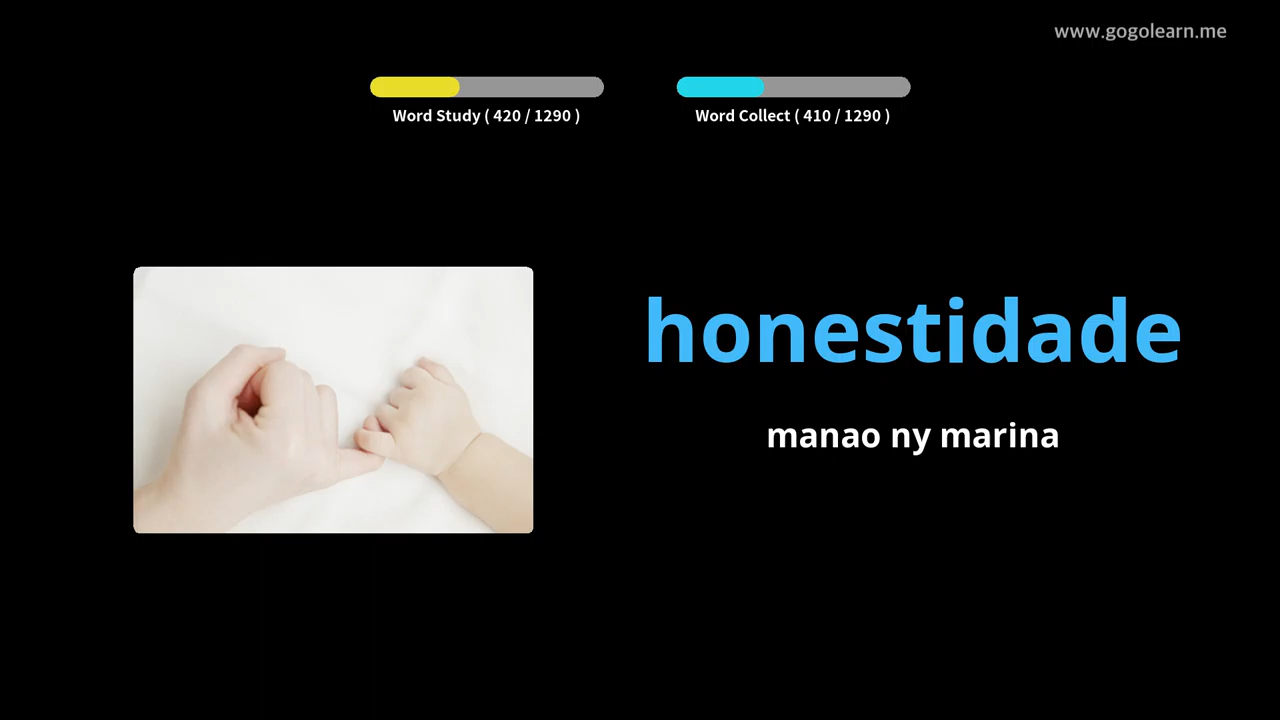 www.gogolearn.me
Word Study ( 420 / 1290 )
Word Collect ( 410 / 1290 )
honestidade
manao ny marina